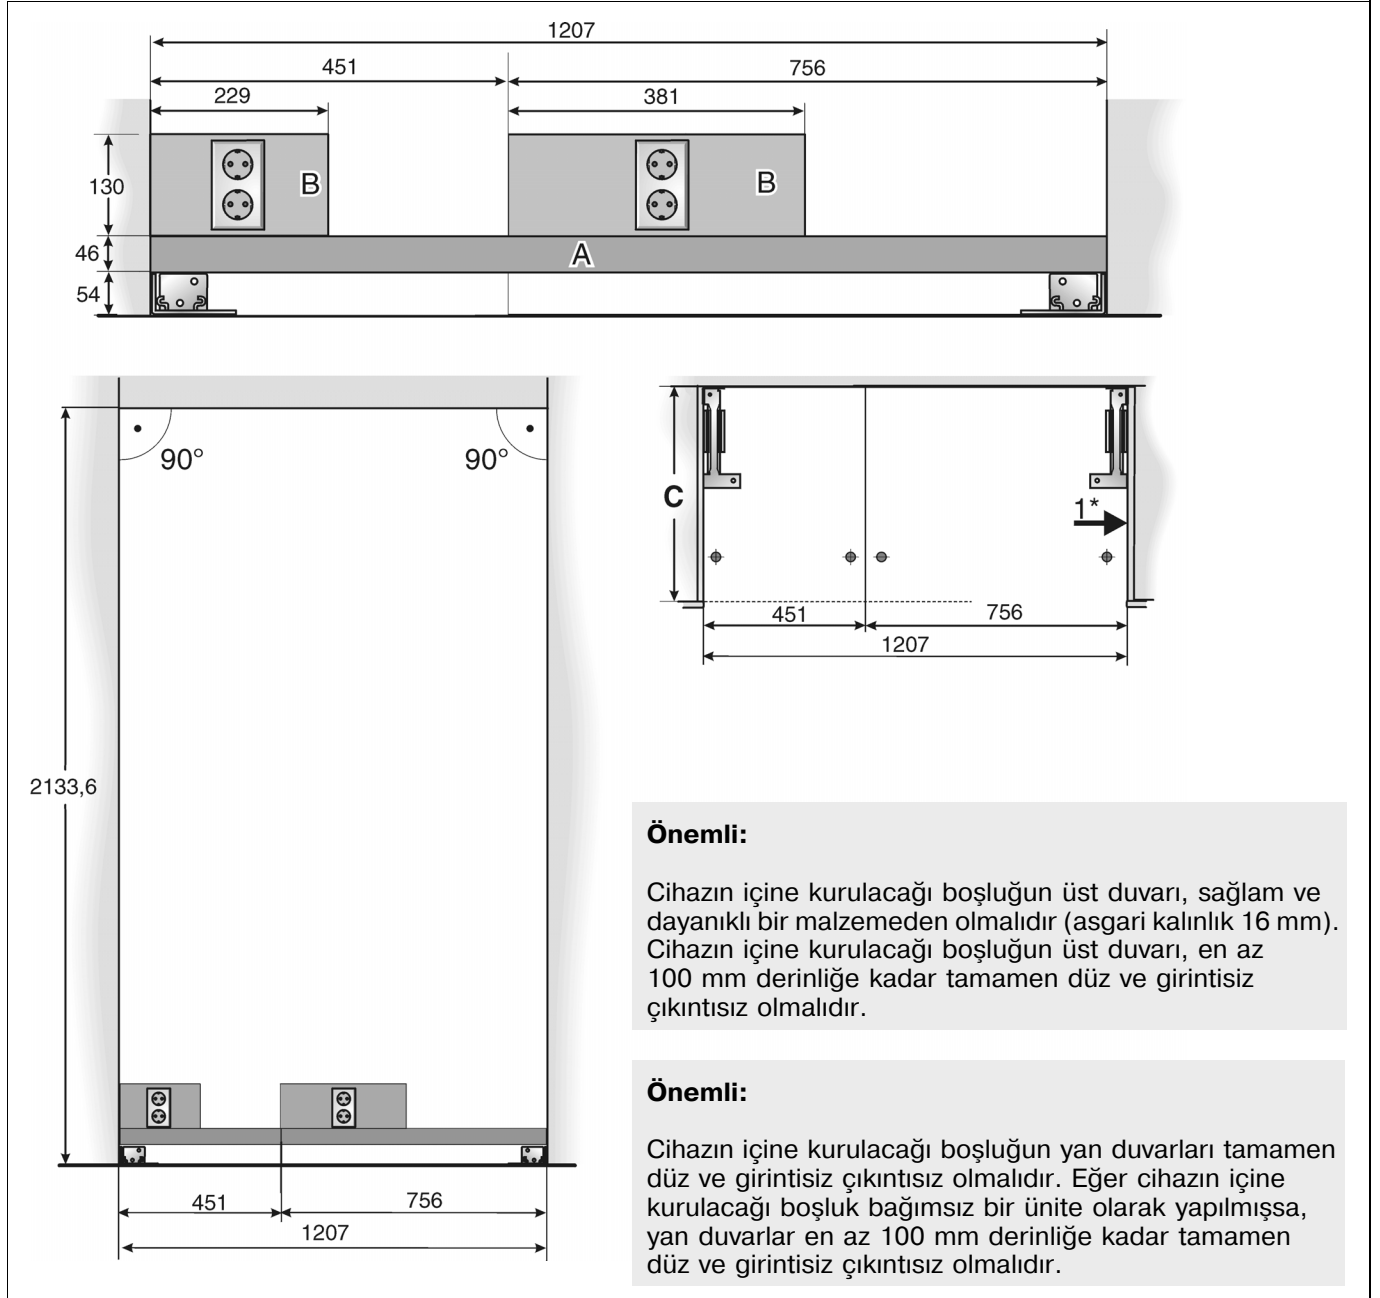 1207
451
756
229
381
130
B
B
46
A
54
90°
90°
2133,6
451
756
1207
C
1*
451
756
1207
Önemli:
Cihazın içine kurulacağı boşluğun üst duvarı, sağlam ve
dayanıklı bir malzemeden olmalıdır (asgari kalınlık 16 mm).
Cihazın içine kurulacağı boşluğun üst duvarı, en az
100 mm derinliğe kadar tamamen düz ve girintisiz
çıkıntısız olmalıdır.
Önemli:
Cihazın içine kurulacağı boşluğun yan duvarları tamamen
düz ve girintisiz çıkıntısız olmalıdır. Eğer cihazın içine
kurulacağı boşluk bağımsız bir ünite olarak yapılmışsa,
yan duvarlar en az 100 mm derinliğe kadar tamamen
düz ve girintisiz çıkıntısız olmalıdır.